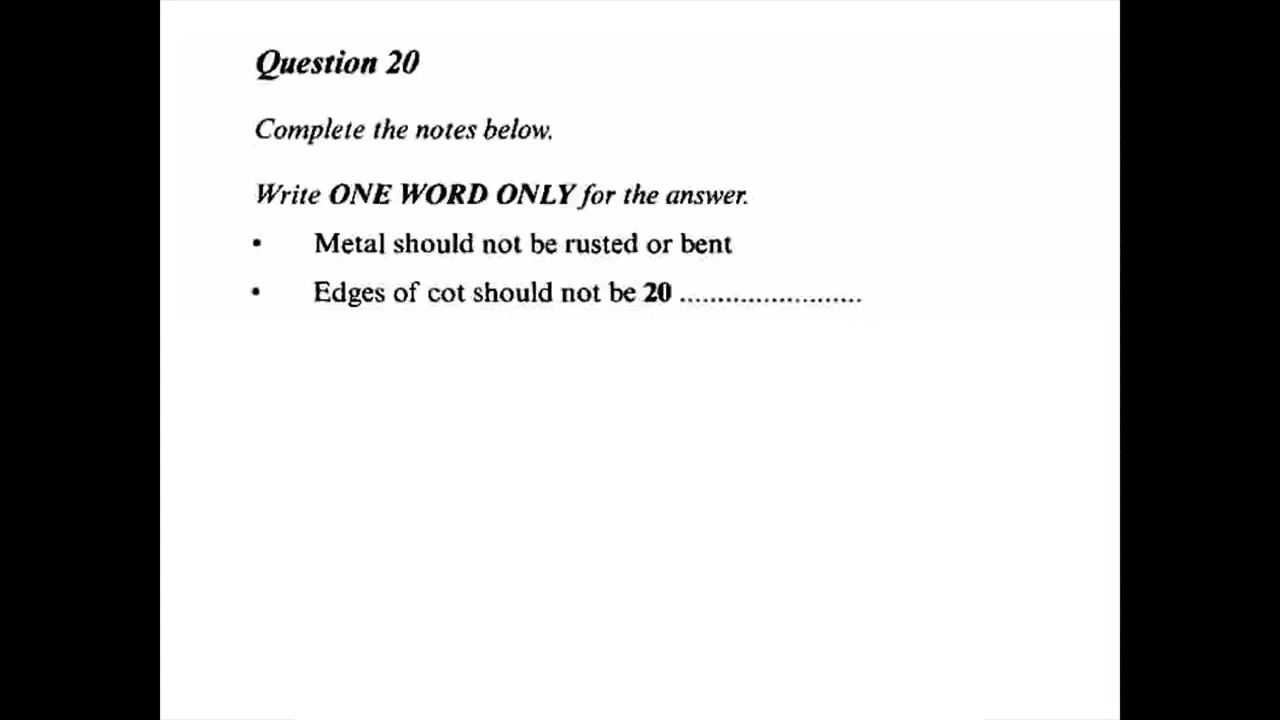 Question 20
Complete the notes below.
Write ONE WORD ONLY for the answer.
• Metal should not be rusted or bent
• Edges of cot should not be 20 ........................